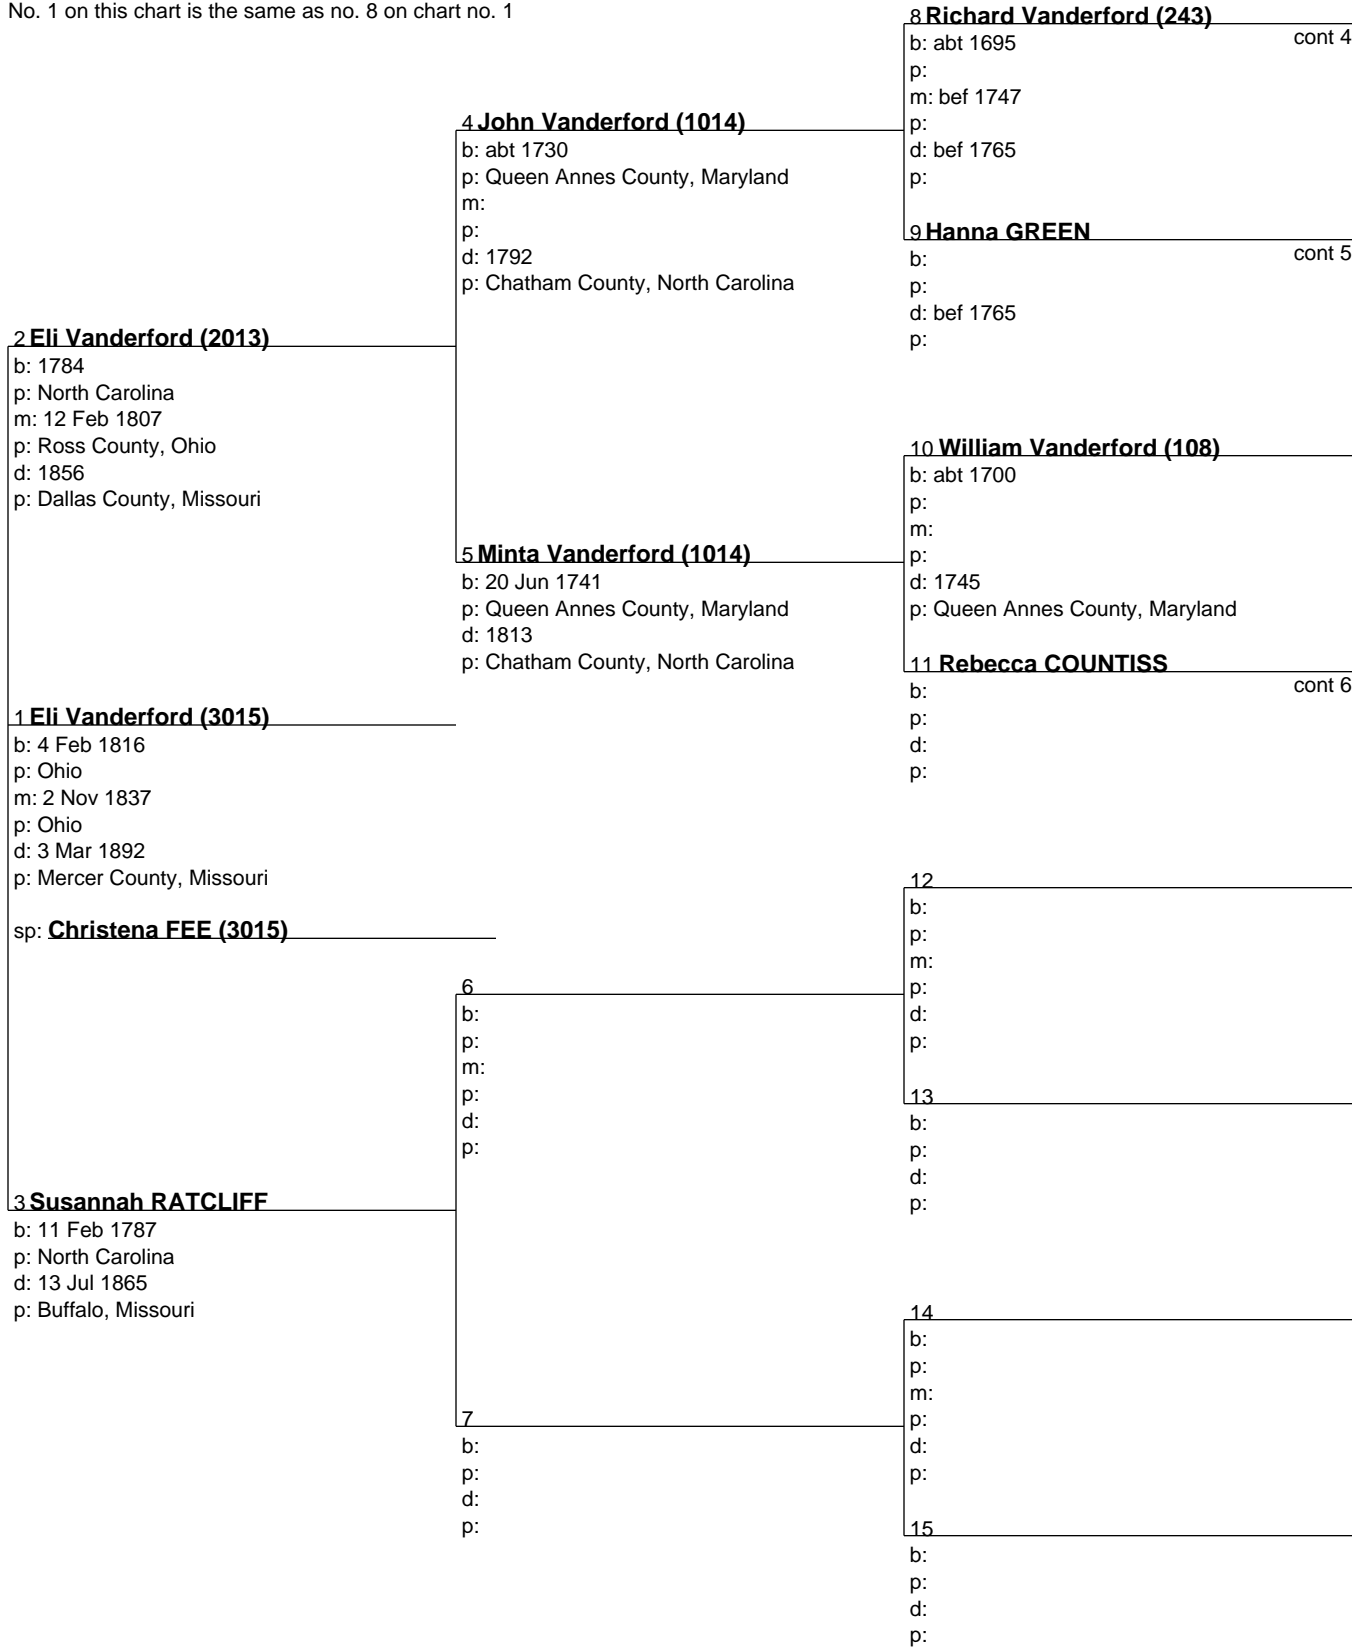 No. 1 on this chart is the same as no. 8 on chart no. 1
8 Richard Vanderford (243)
cont 4
b: abt 1695
p:
m: bef 1747
p:
d: bef 1765
p:
4 John Vanderford (1014)
b: abt 1730
p: Queen Annes County, Maryland
m:
p:
d: 1792
p: Chatham County, North Carolina
9 Hanna GREEN
cont 5
b:
p:
d: bef 1765
p:
2 Eli Vanderford (2013)
b: 1784
p: North Carolina
m: 12 Feb 1807
p: Ross County, Ohio
d: 1856
p: Dallas County, Missouri
10 William Vanderford (108)
b: abt 1700
p:
m:
p:
d: 1745
p: Queen Annes County, Maryland
5 Minta Vanderford (1014)
b: 20 Jun 1741
p: Queen Annes County, Maryland
d: 1813
p: Chatham County, North Carolina
11 Rebecca COUNTISS
cont 6
b:
p:
d:
p:
1 Eli Vanderford (3015)
b: 4 Feb 1816
p: Ohio
m: 2 Nov 1837
p: Ohio
d: 3 Mar 1892
p: Mercer County, Missouri
sp: Christena FEE (3015)
12
b:
p:
m:
p:
d:
p:
6
b:
p:
m:
p:
d:
p:
13
b:
p:
d:
p:
3 Susannah RATCLIFF
b: 11 Feb 1787
p: North Carolina
d: 13 Jul 1865
p: Buffalo, Missouri
14
b:
p:
m:
p:
d:
p:
7
b:
p:
d:
p:
15
b:
p:
d:
p: